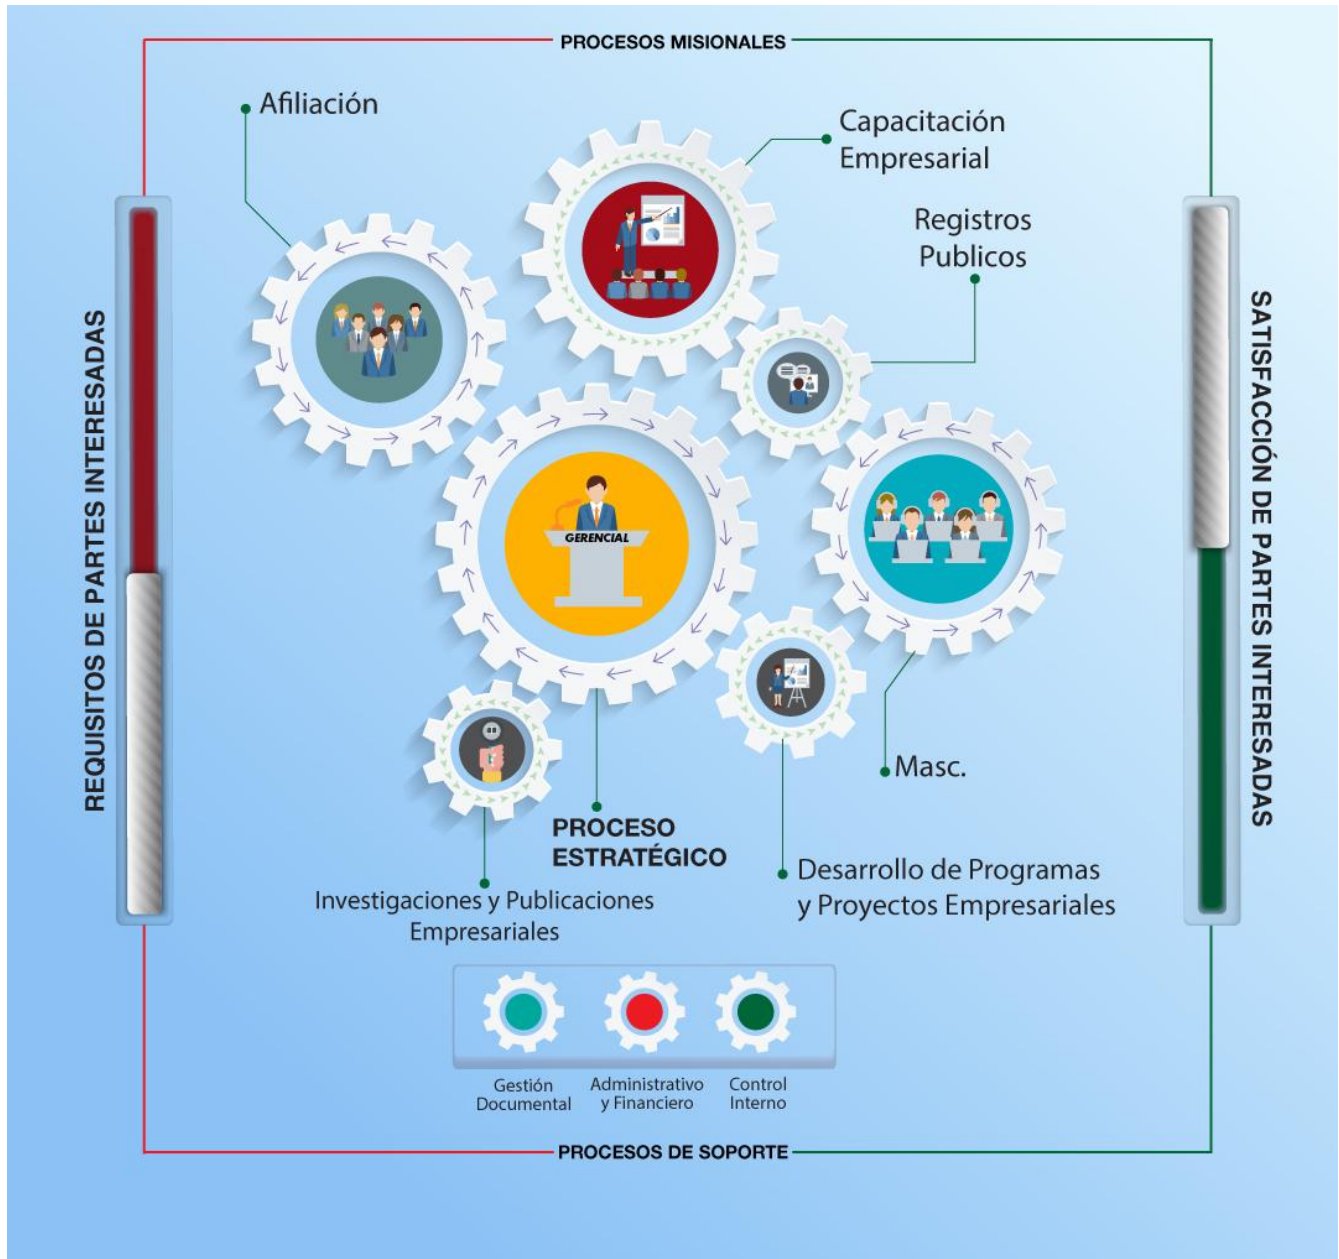 PROCESOS MISIONALES
Afiliación
Capacitación
Empresarial
Registros
Publicos
REQUISITOS DE PARTES INTERESADAS
SATISFACCIÓN DE PARTES INTERESADAS
GERENCIAL
Masc.
PROCESO
ESTRATÉGICO
Desarrollo de Programas
y Proyectos Empresariales
Investigaciones y Publicaciones
Empresariales
Gestión
Documental
Administrativo
y Financiero
Control
Interno
PROCESOS DE SOPORTE